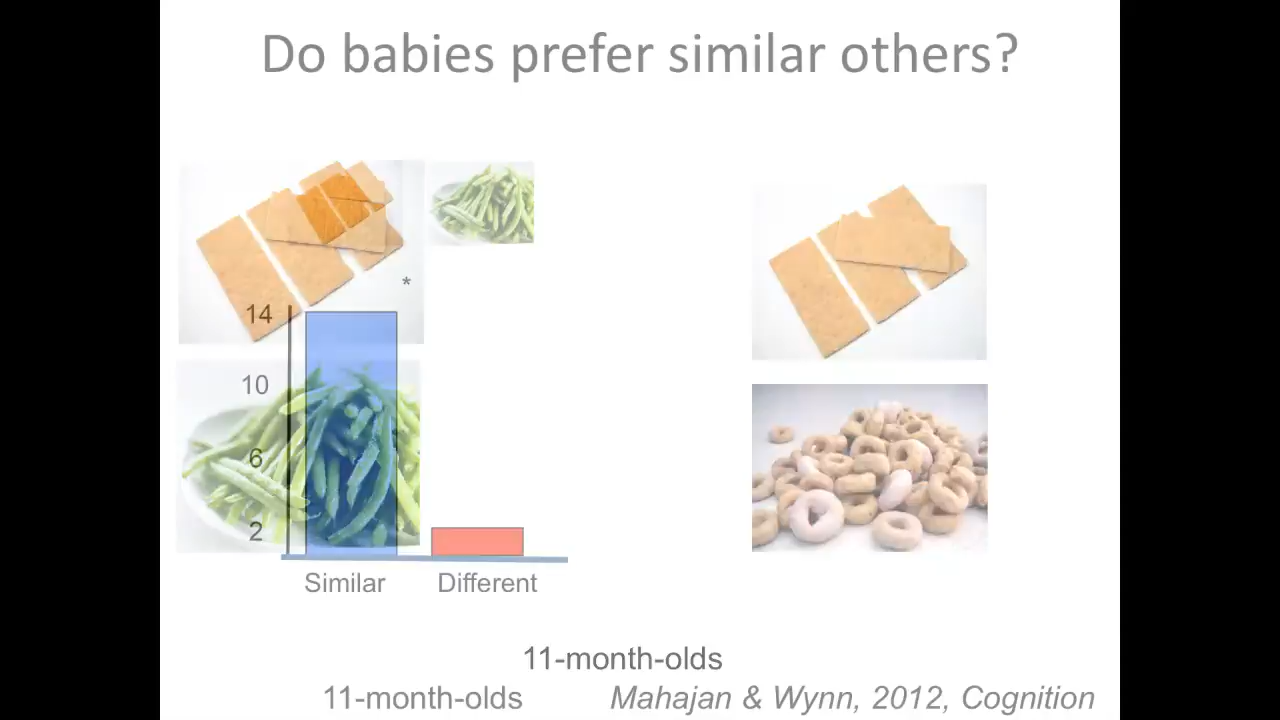 Do babies prefer similar others?
*
14
10
6
2
Similar Different
11-month-olds
11-month-olds Mahajan & Wynn, 2012, Cognition